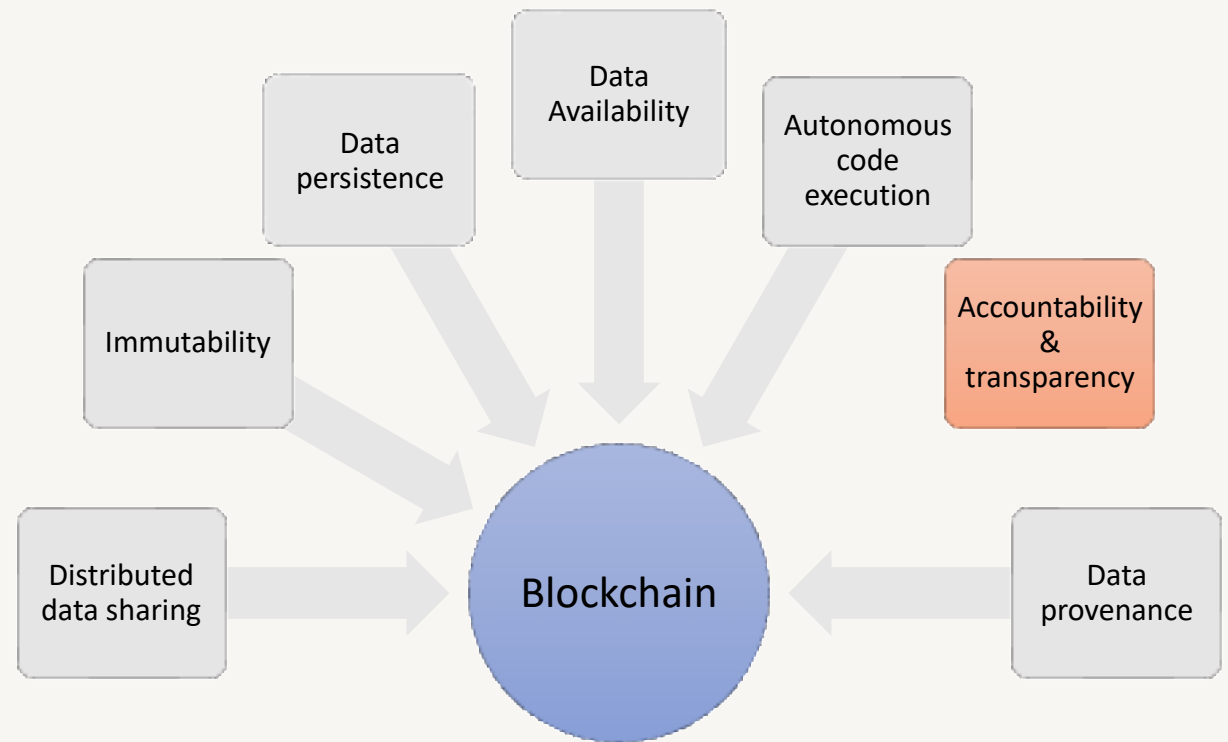 Data
Availability
Data
persistence
Autonomous
code
execution
Immutability
Accountability
&
transparency
Distributed
data sharing
Blockchain
Data
provenance